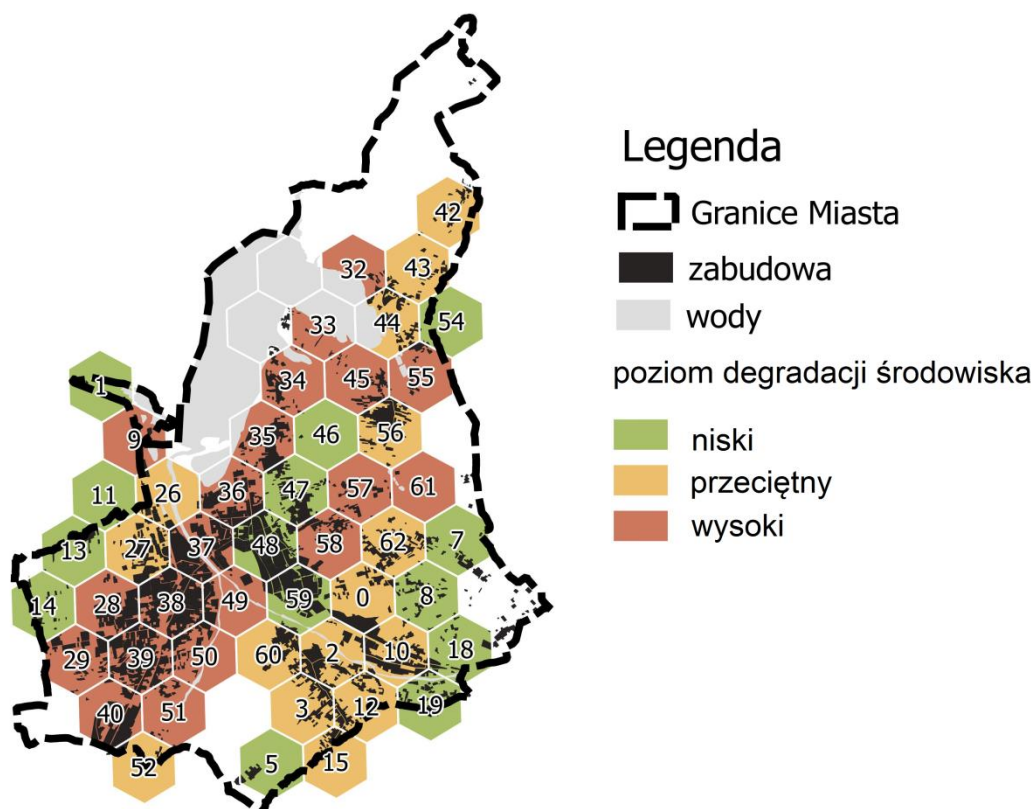 42
32 43
33 44 54
34 45 55
1
9 35 46 56
11 26 36 47 57 61
13 27 37 48 58 62 7
14 28 38 49 59 0 8
29 39 50 60 2 10 18
40 51 3 12 19
52 5 15
Legenda
Granice Miasta
zabudowa
wody
poziom degradacji środowiska
niski
przeciętny
wysoki